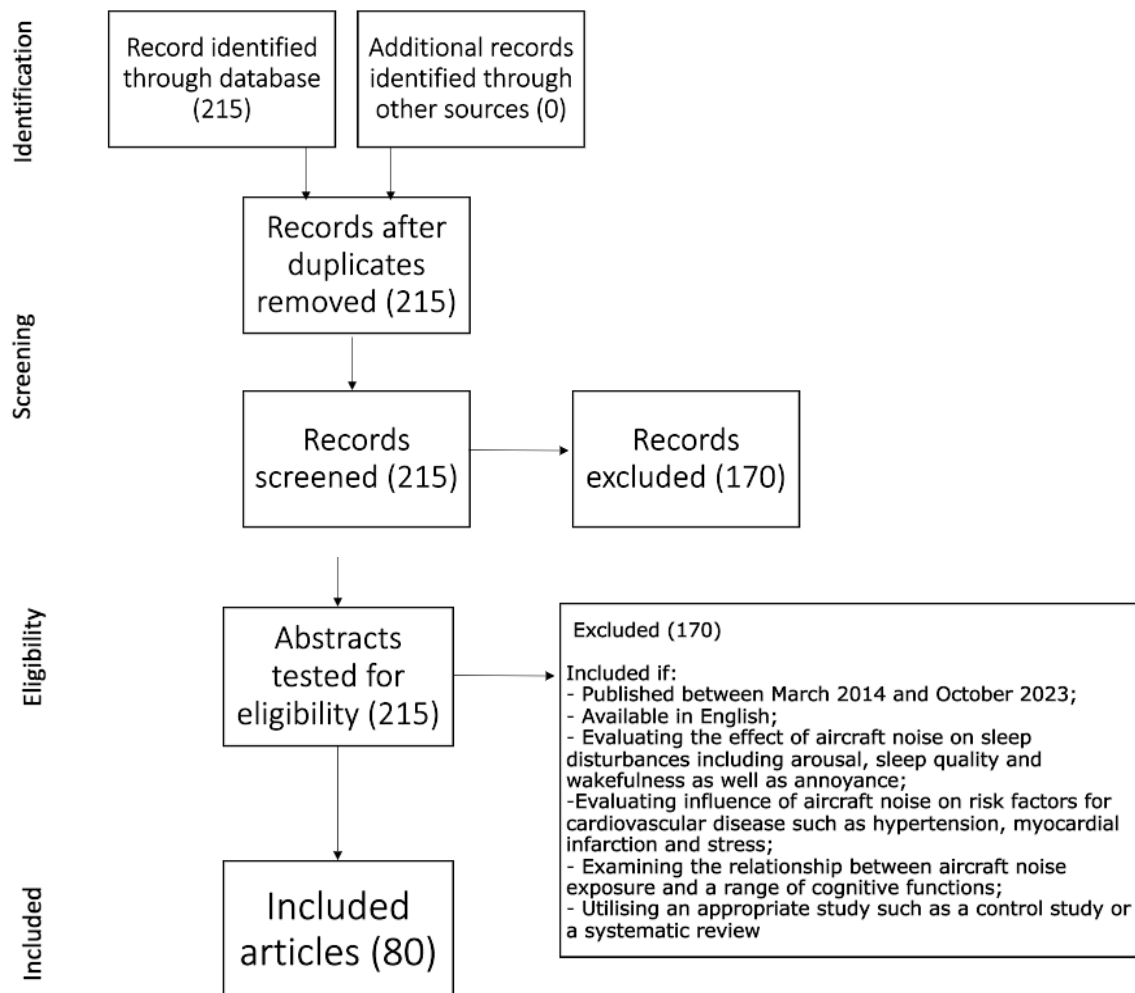 Identification
Record identified
through database
(215)
Additional records
identified through
other sources (0)
Screening
Records after
duplicates
removed (215)
Records
screened (215)
Records
excluded (170)
Eligibility
Abstracts
tested for
eligibility (215)
Excluded (170)
Included if:
- Published between March 2014 and October 2023;
- Available in English;
- Evaluating the effect of aircraft noise on sleep
disturbances including arousal, sleep quality and
wakefulness as well as annoyance;
-Evaluating influence of aircraft noise on risk factors for
cardiovascular disease such as hypertension, myocardial
infarction and stress;
- Examining the relationship between aircraft noise
exposure and a range of cognitive functions;
- Utilising an appropriate study such as a control study or
a systematic review
Included
Included
articles (80)